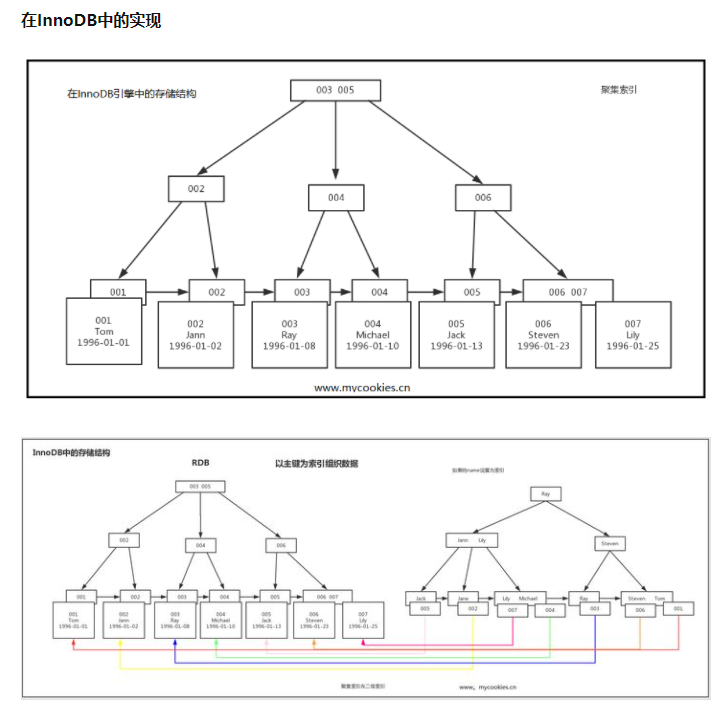 在InnoDB中的实现
在InnoDB引擎中的存储结构
聚集索引
003 005
002
004
006
001
002
003
004
005
006 007
001
Tom
1996-01-01
002
Jann
1996-01-02
003
Ray
1996-01-08
004
Michael
1996-01-10
005
Jack
1996-01-13
006
Steven
1996-01-23
007
Lily
1996-01-25
www.mycookies.cn
InnoDB中的存储结构
RDB
以主键为索引组织数据
003 005
002
004
006
001
002
003
004
005
006 007
001
Tom
1996-01-01
002
Jann
1996-01-02
003
Ray
1996-01-08
004
Michael
1996-01-10
005
Jack
1996-01-13
006
Steven
1996-01-23
007
Lily
1996-01-25
Ray
Jann Lily
Steven
Jack
Jane
Lily Michael
Ray
Steven Tom
005
002
007
004
003
006
001
www。mycookies.cn